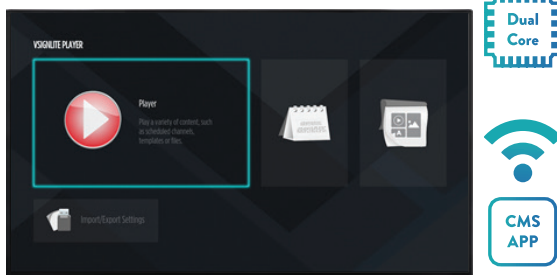 Dual
Core
VSIGNLITE PLAYER
Player
Play a variety of content, such
as scheduled channels,
templates or files.
Import/Export Settings
CMS
APP